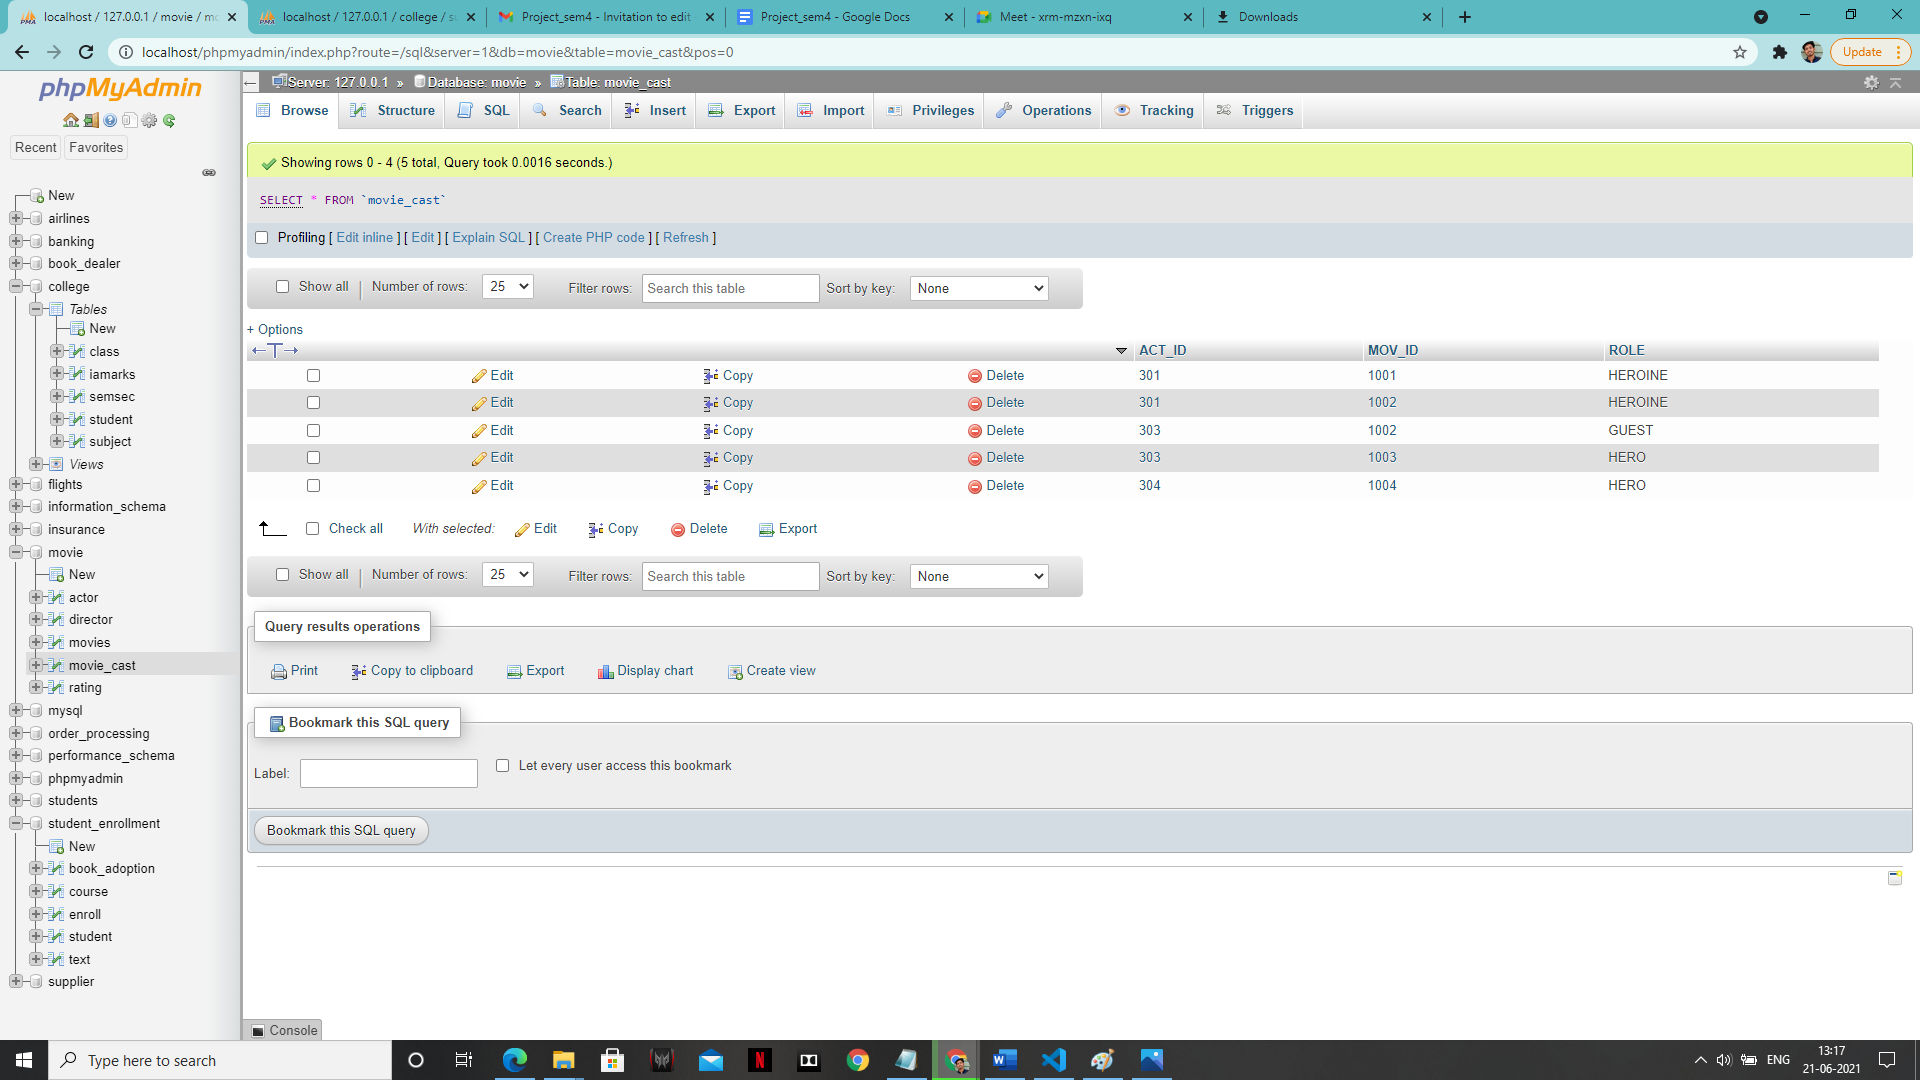 localhost / 127.0.0.1 / movie / mo
localhost / 127.0.0.1 / college / su
Project_sem4 - Invitation to edit
Project_sem4 - Google Docs
Meet - xrm-mzxn-ixq
Downloads
localhost/phpmyadmin/index.php?route=/sql&server=1&db=movie&table=movie_cast&pos=0
Update
phpMyAdmin
Recent
Favorites
New
airlines
banking
book_dealer
college
Tables
New
class
iamarks
semsec
student
subject
Views
flights
information_schema
insurance
movie
New
actor
director
movies
movie_cast
rating
mysql
order_processing
performance_schema
phpmyadmin
students
student_enrollment
New
book_adoption
course
enroll
student
text
supplier
Server: 127.0.0.1 » Database: movie » Table: movie_cast
Browse Structure SQL Search Insert Export Import Privileges Operations Tracking Triggers
Showing rows 0 - 4 (5 total, Query took 0.0016 seconds.)
SELECT * FROM `movie_cast`
Profiling [ Edit inline ] [ Edit ] [ Explain SQL ] [ Create PHP code ] [ Refresh ]
Show all | Number of rows: 25 Filter rows: Search this table Sort by key: None
+ Options
ACT_ID MOV_ID ROLE
Edit Copy Delete 301 1001 HEROINE
Edit Copy Delete 301 1002 HEROINE
Edit Copy Delete 303 1002 GUEST
Edit Copy Delete 303 1003 HERO
Edit Copy Delete 304 1004 HERO
Check all With selected: Edit Copy Delete Export
Show all | Number of rows: 25 Filter rows: Search this table Sort by key: None
Query results operations
Print Copy to clipboard Export Display chart Create view
Bookmark this SQL query
Label: Let every user access this bookmark
Bookmark this SQL query
Console
Type here to search
ENG
13:17
21-06-2021